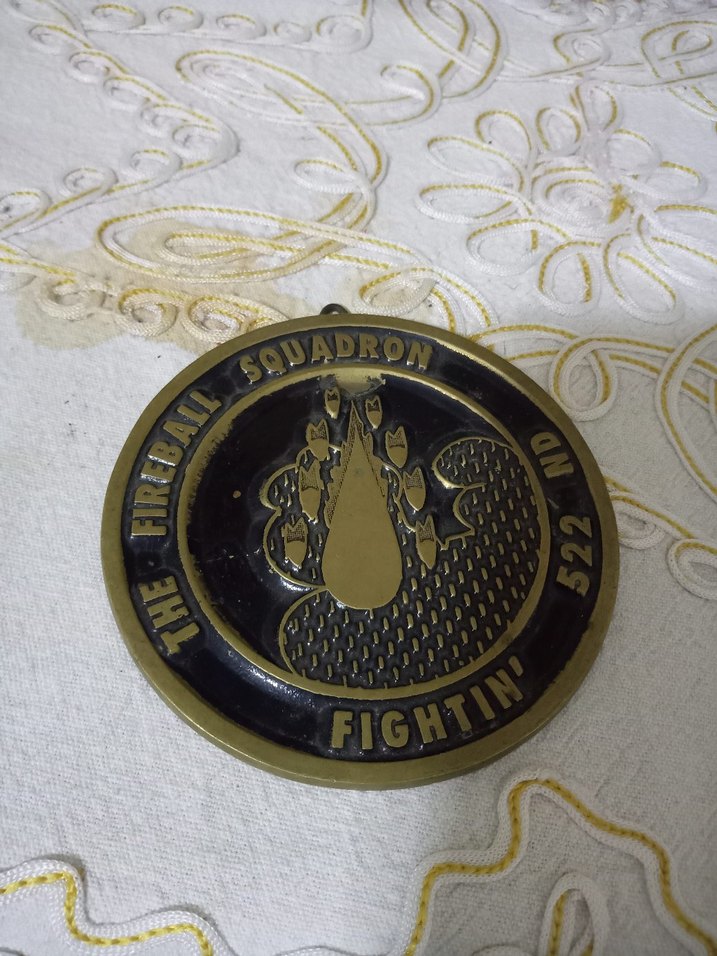 THE FIREBALL SQUADRON
FIGHTIN' 522 ND